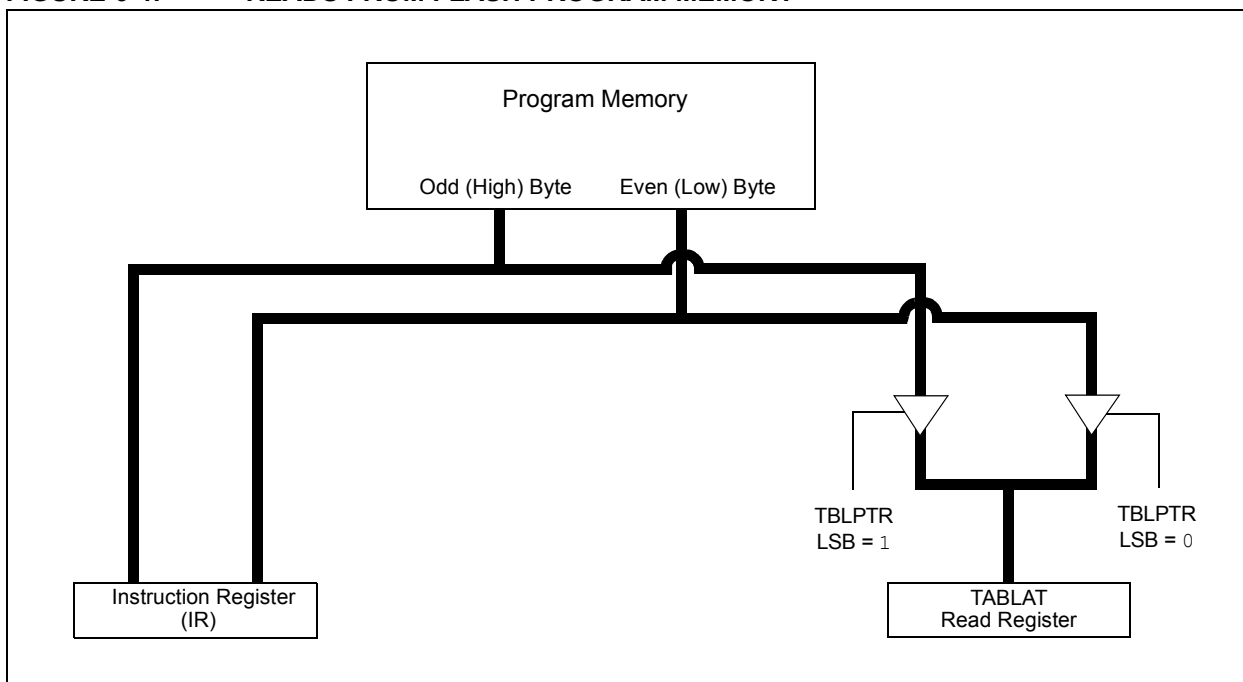 Program Memory
Odd (High) Byte Even (Low) Byte
TBLPTR
LSB = 1
TBLPTR
LSB = 0
Instruction Register
(IR)
TABLAT
Read Register